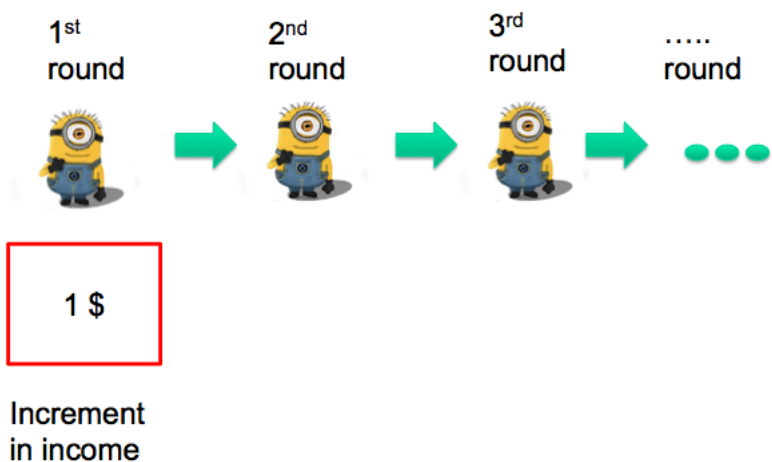 1st
round
2nd
round
3rd
round
.....
round
1 $
Increment
in income